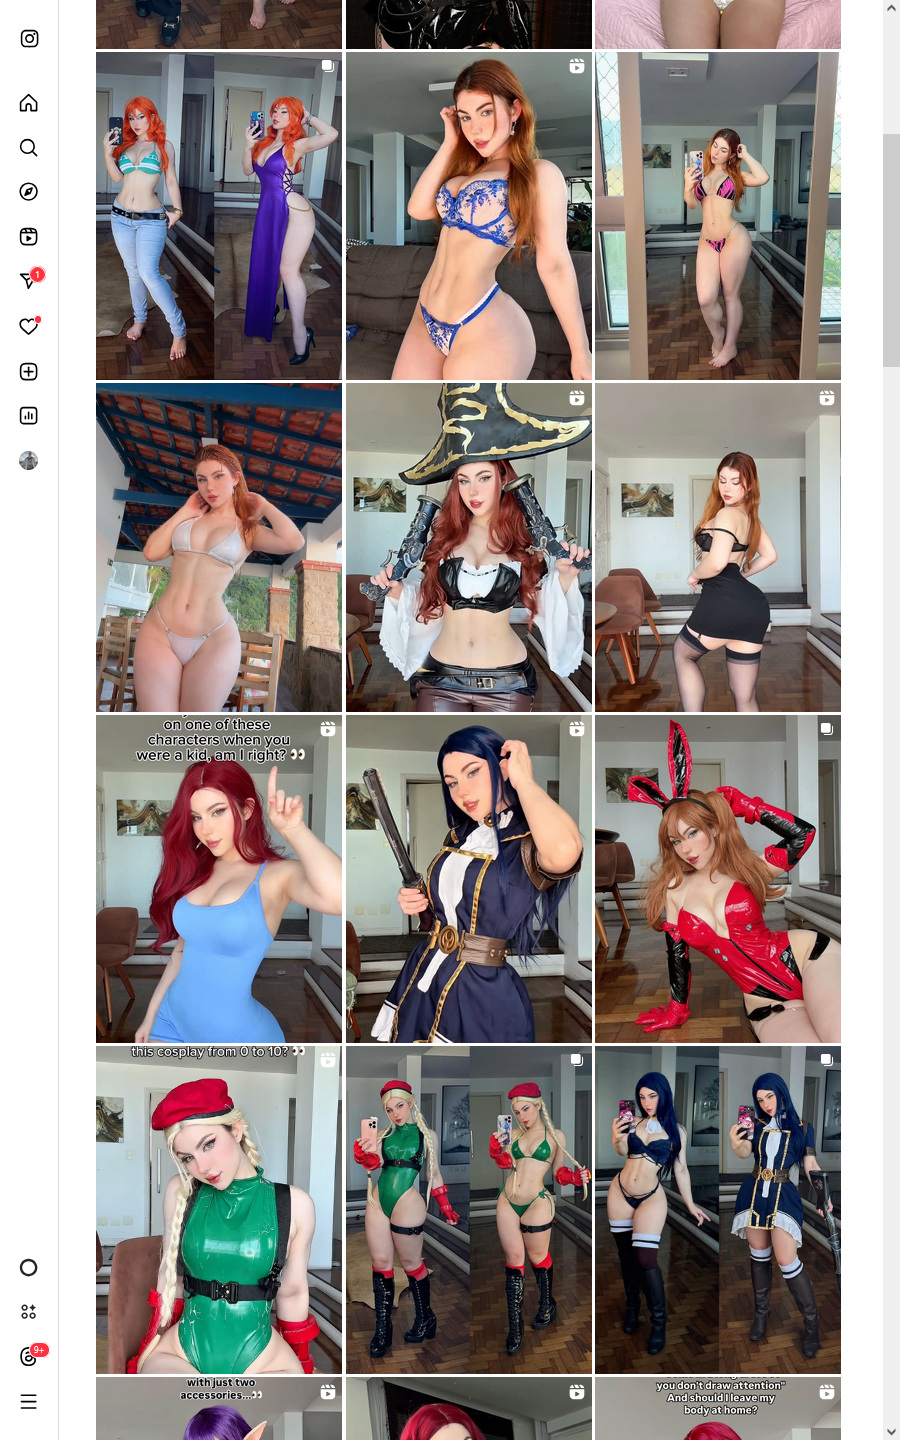 1
on one of these
characters when you
were a kid, am I right? 👀
this cosplay from 0 to 10? 👀
with just two
accessories...👀
you don't draw attention"
And should I leave my
body at home?
9+